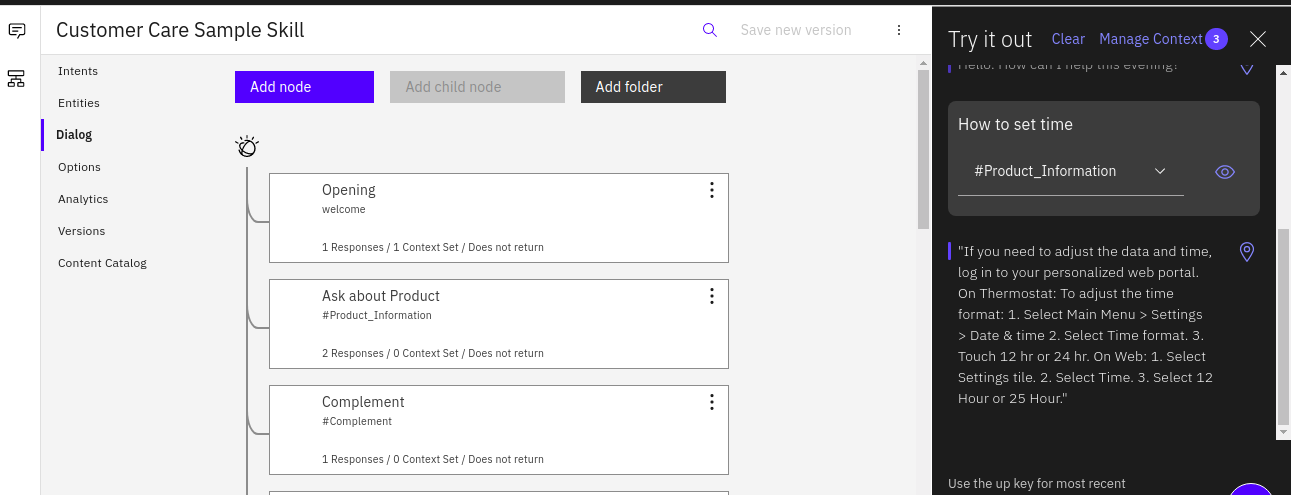 Customer Care Sample Skill
Save new version
Intents
Entities
Dialog
Options
Analytics
Versions
Content Catalog
Add node
Add child node
Add folder
Opening
welcome
1 Responses / 1 Context Set / Does not return
Ask about Product
#Product_Information
2 Responses / 0 Context Set / Does not return
Complement
#Complement
1 Responses / 0 Context Set / Does not return
Try it out
Clear
Manage Context 3
Hello. How can I help this evening?
How to set time
#Product_Information
"If you need to adjust the data and time,
log in to your personalized web portal.
On Thermostat: To adjust the time
format: 1. Select Main Menu > Settings
> Date & time 2. Select Time format. 3.
Touch 12 hr or 24 hr. On Web: 1. Select
Settings tile. 2. Select Time. 3. Select 12
Hour or 25 Hour."
Use the up key for most recent